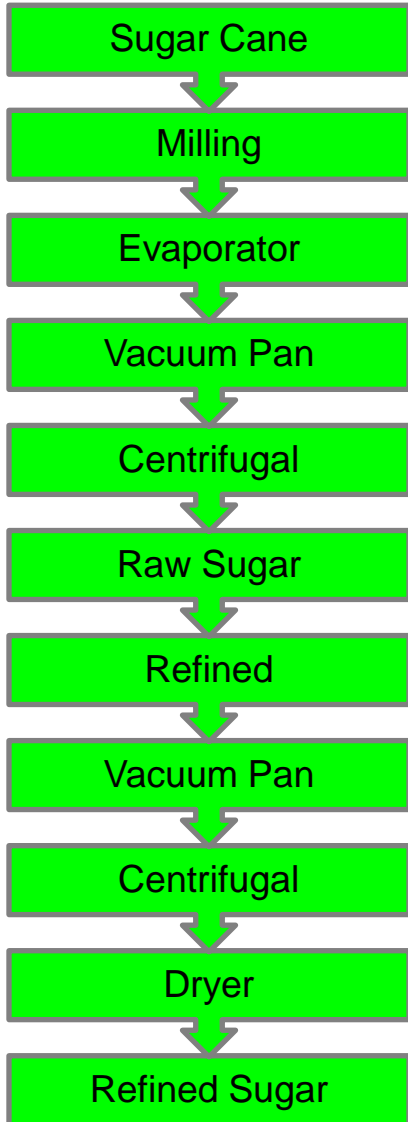 Sugar Cane
Milling
Evaporator
Vacuum Pan
Centrifugal
Raw Sugar
Refined
Vacuum Pan
Centrifugal
Dryer
Refined Sugar